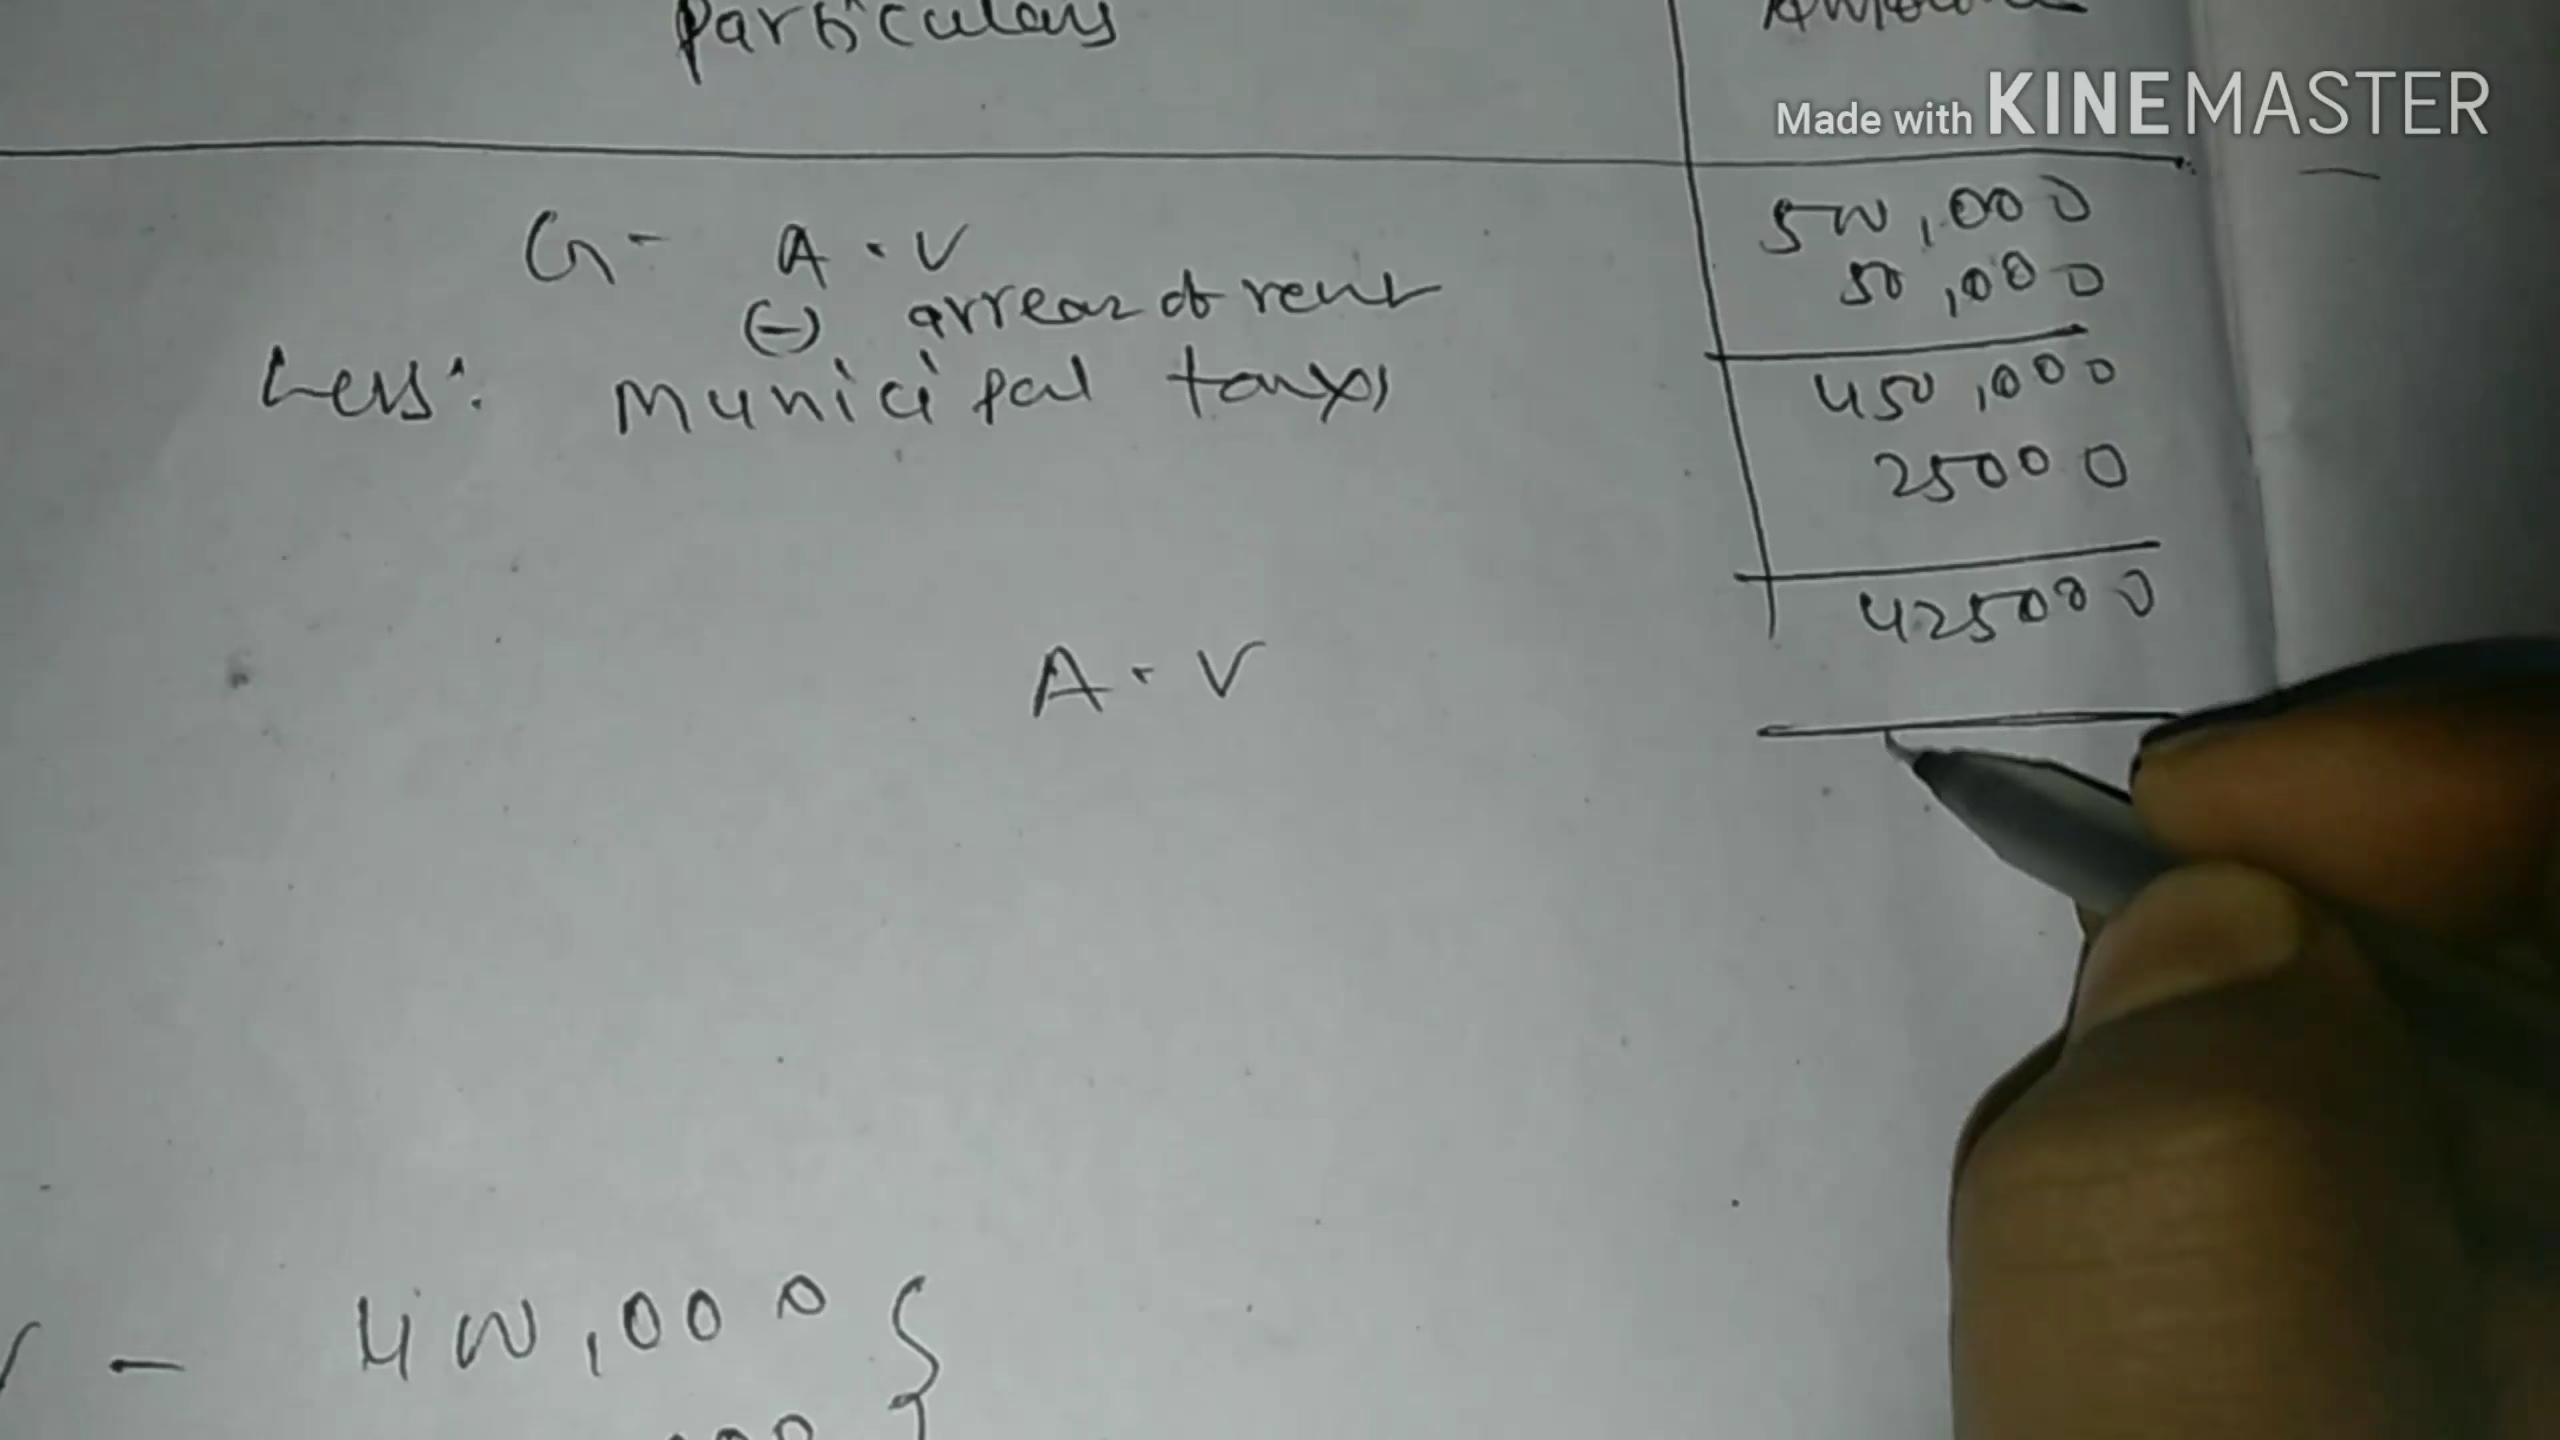 Particulars Amount
Made with KINEMASTER
G - A.V 500,000
(-) arrear of rent 50,000
450,000
Less: Municipal taxes 25000
425000
A.V
- 400,000 }